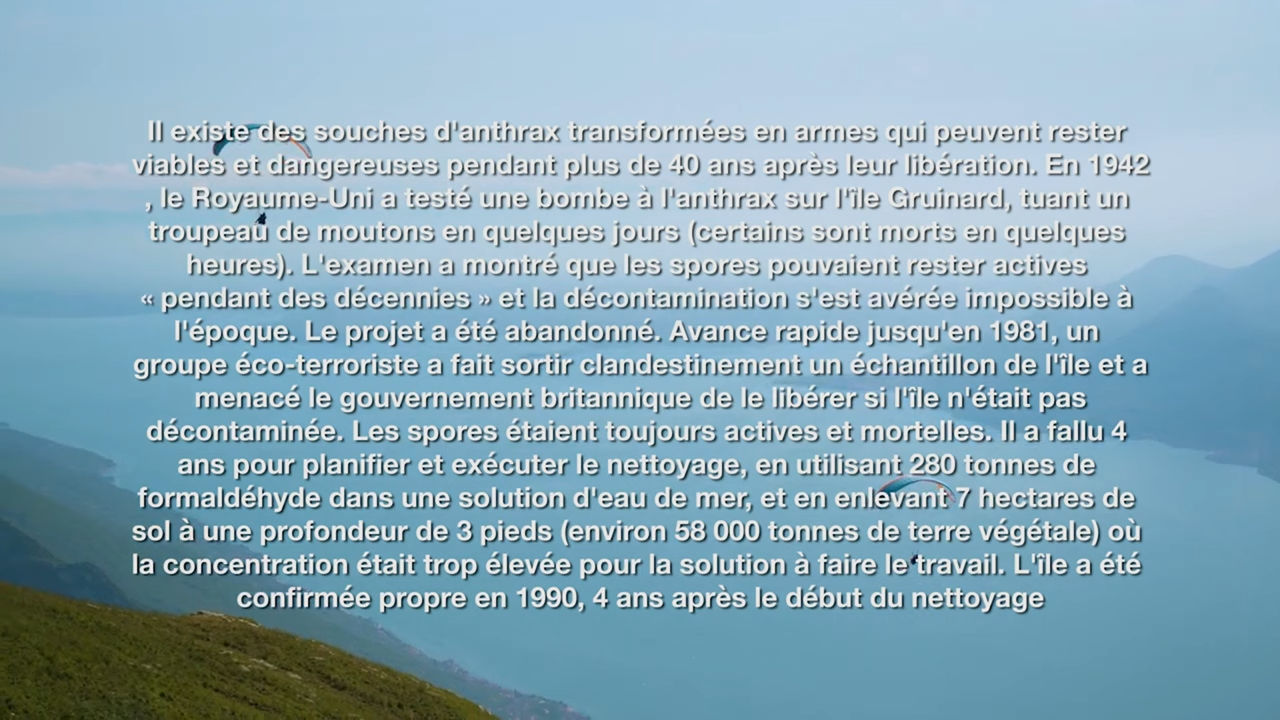 Il existe des souches d'anthrax transformées en armes qui peuvent rester
viables et dangereuses pendant plus de 40 ans après leur libération. En 1942
, le Royaume-Uni a testé une bombe à l'anthrax sur l'île Gruinard, tuant un
troupeau de moutons en quelques jours (certains sont morts en quelques
heures). L'examen a montré que les spores pouvaient rester actives
« pendant des décennies » et la décontamination s'est avérée impossible à
l'époque. Le projet a été abandonné. Avance rapide jusqu'en 1981, un
groupe éco-terroriste a fait sortir clandestinement un échantillon de l'île et a
menacé le gouvernement britannique de le libérer si l'île n'était pas
décontaminée. Les spores étaient toujours actives et mortelles. Il a fallu 4
ans pour planifier et exécuter le nettoyage, en utilisant 280 tonnes de
formaldéhyde dans une solution d'eau de mer, et en enlevant 7 hectares de
sol à une profondeur de 3 pieds (environ 58 000 tonnes de terre végétale) où
la concentration était trop élevée pour la solution à faire le travail. L'île a été
confirmée propre en 1990, 4 ans après le début du nettoyage